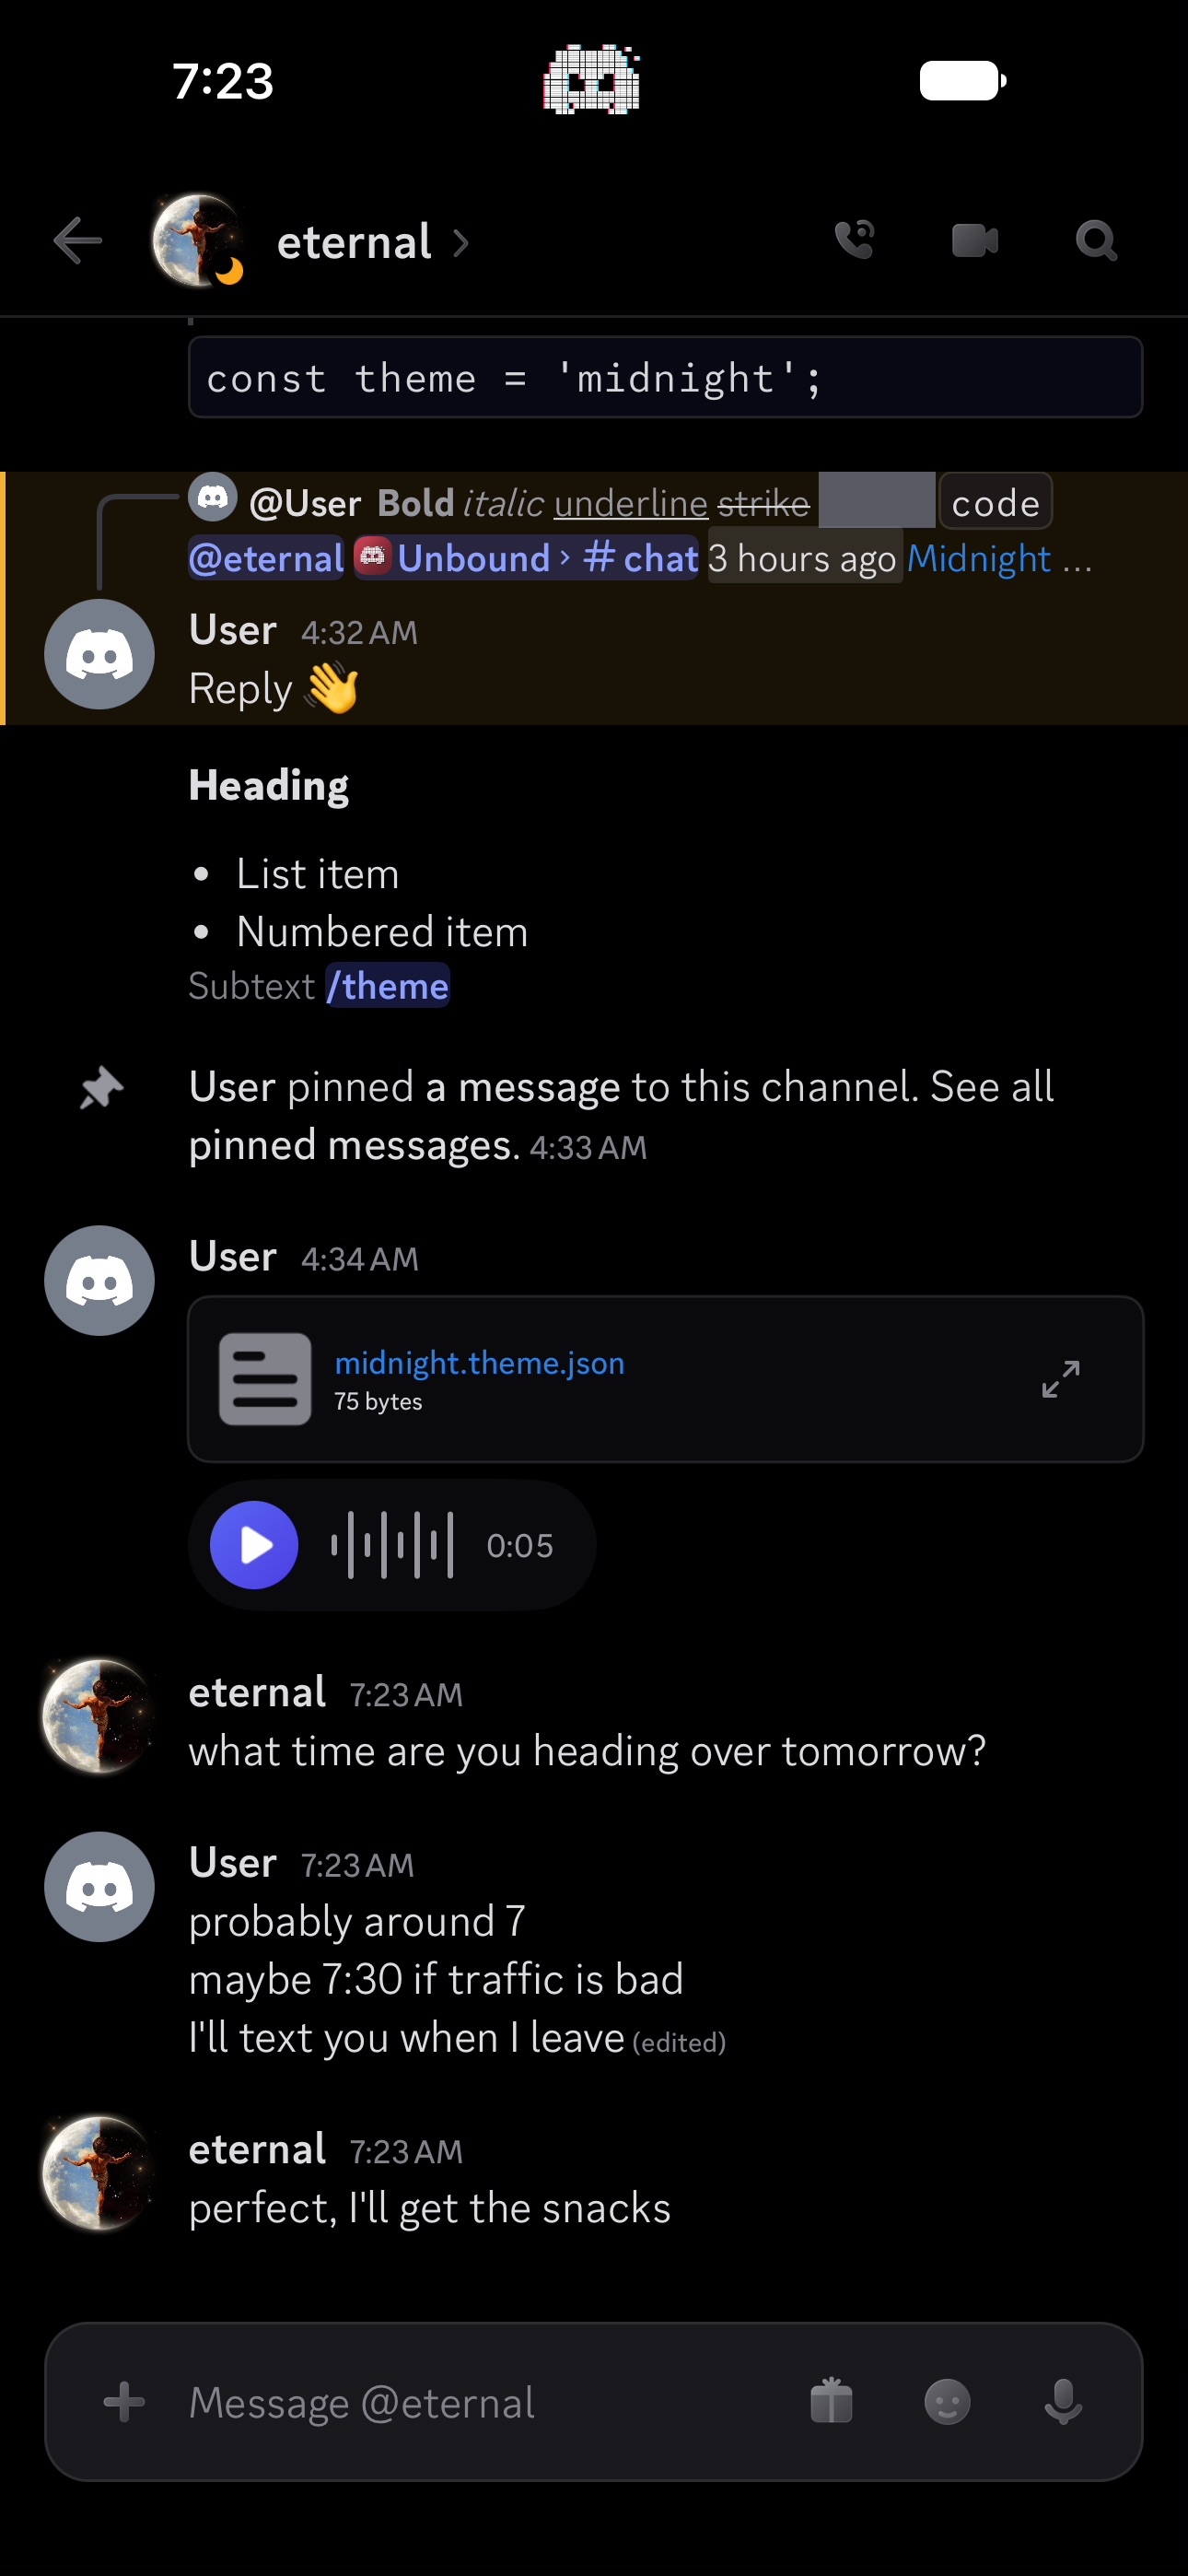 7:23
eternal
const theme = 'midnight';
@User Bold italic underline strike code
@eternal Unbound › # chat 3 hours ago Midnight ...
User 4:32 AM
Reply 👋
Heading
• List item
• Numbered item
Subtext /theme
User pinned a message to this channel. See all
pinned messages. 4:33 AM
User 4:34 AM
midnight.theme.json
75 bytes
0:05
eternal 7:23 AM
what time are you heading over tomorrow?
User 7:23 AM
probably around 7
maybe 7:30 if traffic is bad
I'll text you when I leave (edited)
eternal 7:23 AM
perfect, I'll get the snacks
Message @eternal